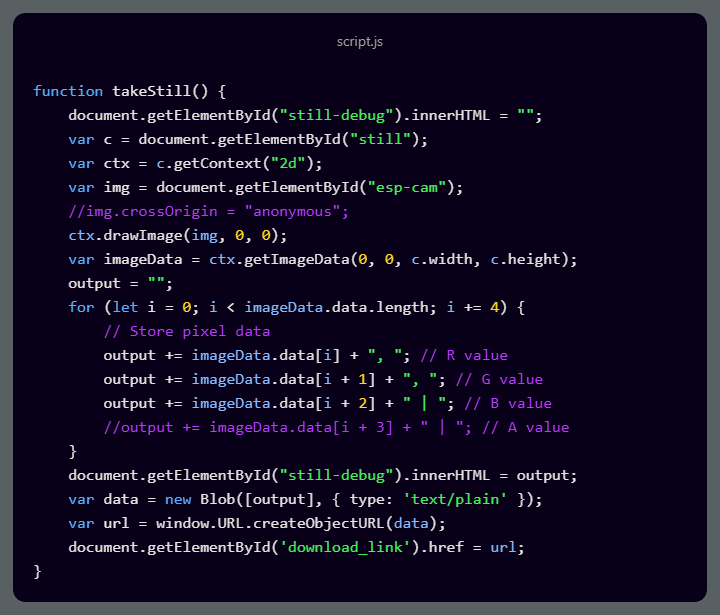 script.js
function takeStill() {
    document.getElementById("still-debug").innerHTML = "";
    var c = document.getElementById("still");
    var ctx = c.getContext("2d");
    var img = document.getElementById("esp-cam");
    //img.crossOrigin = "anonymous";
    ctx.drawImage(img, 0, 0);
    var imageData = ctx.getImageData(0, 0, c.width, c.height);
    output = "";
    for (let i = 0; i < imageData.data.length; i += 4) {
        // Store pixel data
        output += imageData.data[i] + ", "; // R value
        output += imageData.data[i + 1] + ", "; // G value
        output += imageData.data[i + 2] + " | "; // B value
        //output += imageData.data[i + 3] + " | "; // A value
    }
    document.getElementById("still-debug").innerHTML = output;
    var data = new Blob([output], { type: 'text/plain' });
    var url = window.URL.createObjectURL(data);
    document.getElementById('download_link').href = url;
}